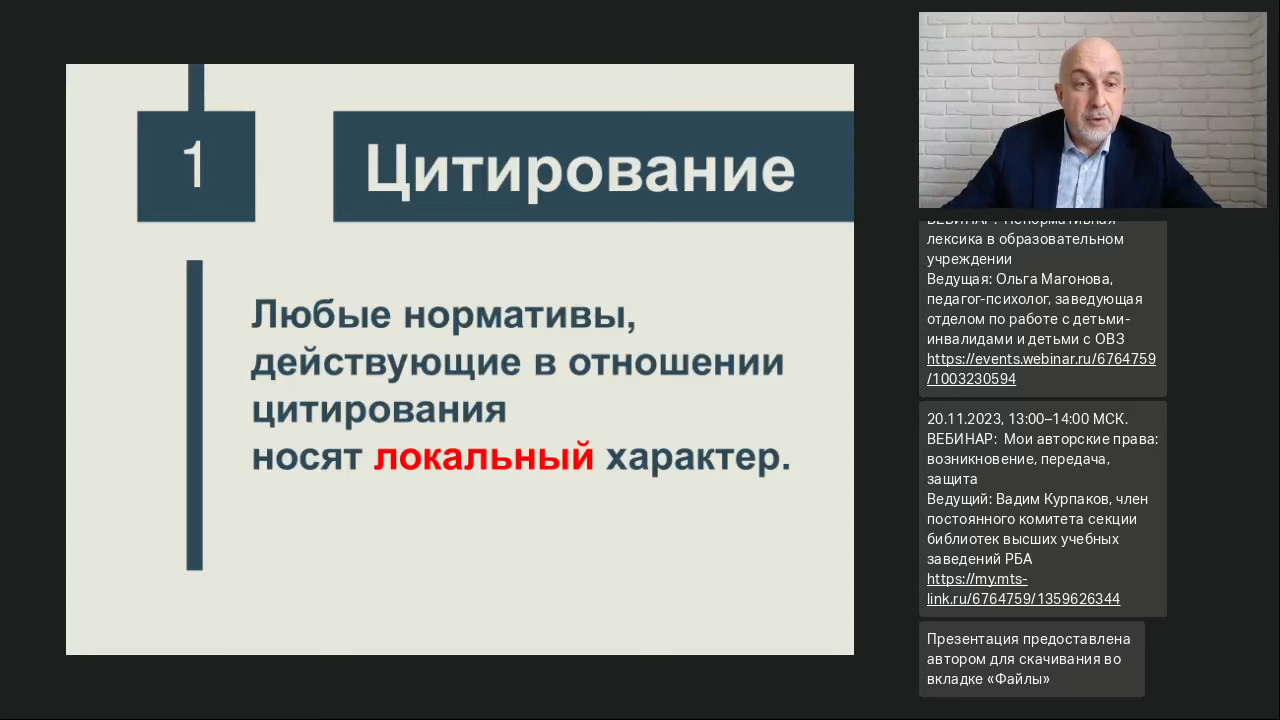 1
Цитирование
Любые нормативы,
действующие в отношении
цитирования
носят локальный характер.
ВЕБИНАР: Ненормативная
лексика в образовательном
учреждении
Ведущая: Ольга Магонова,
педагог-психолог, заведующая
отделом по работе с детьми-
инвалидами и детьми с ОВЗ
https://events.webinar.ru/6764759
/1003230594
20.11.2023, 13:00–14:00 МСК.
ВЕБИНАР: Мои авторские права:
возникновение, передача,
защита
Ведущий: Вадим Курпаков, член
постоянного комитета секции
библиотек высших учебных
заведений РБА
https://my.mts-
link.ru/6764759/1359626344
Презентация предоставлена
автором для скачивания во
вкладке «Файлы»